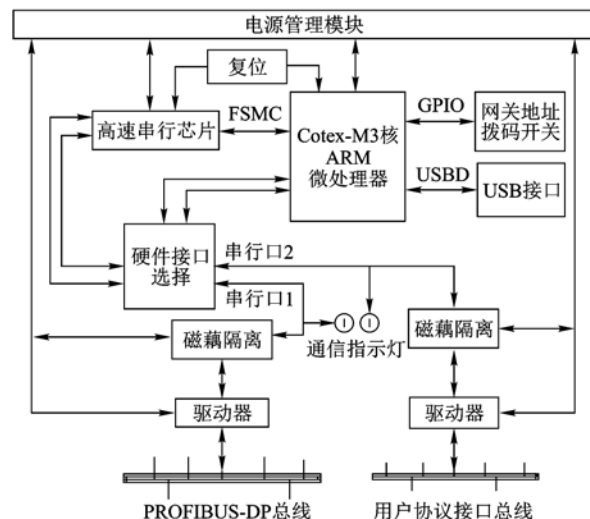 电源管理模块
复位
高速串行芯片
FSMC
Cotex-M3核
ARM
微处理器
GPIO
网关地址
拨码开关
USBD
USB接口
硬件接口
选择
串行口2
串行口1
磁藕隔离
通信指示灯
磁藕隔离
驱动器
驱动器
PROFIBUS-DP总线
用户协议接口总线